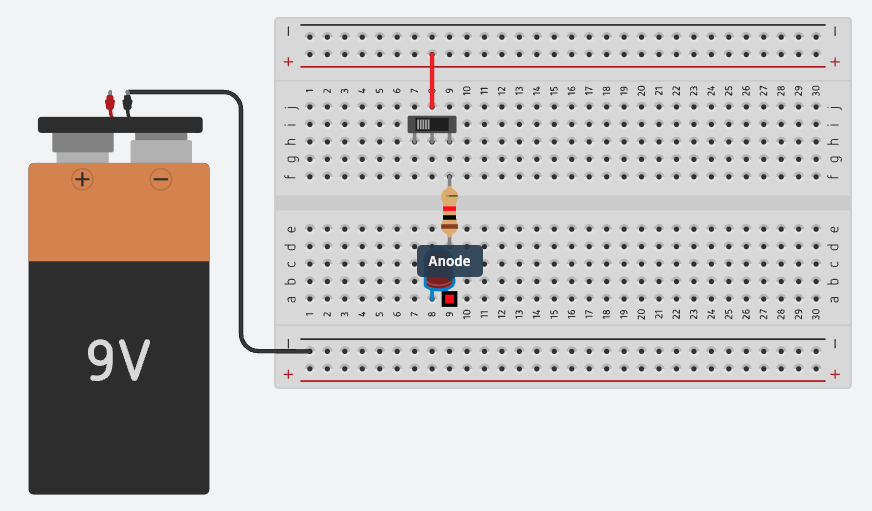 − −
+ +
1 2 3 4 5 6 7 8 9 10 11 12 13 14 15 16 17 18 19 20 21 22 23 24 25 26 27 28 29 30
j j
i i
h h
g g
f f
+ −
e e
d d
c c
Anode
b b
a a
1 2 3 4 5 6 7 8 9 10 11 12 13 14 15 16 17 18 19 20 21 22 23 24 25 26 27 28 29 30
− −
9V
+ +